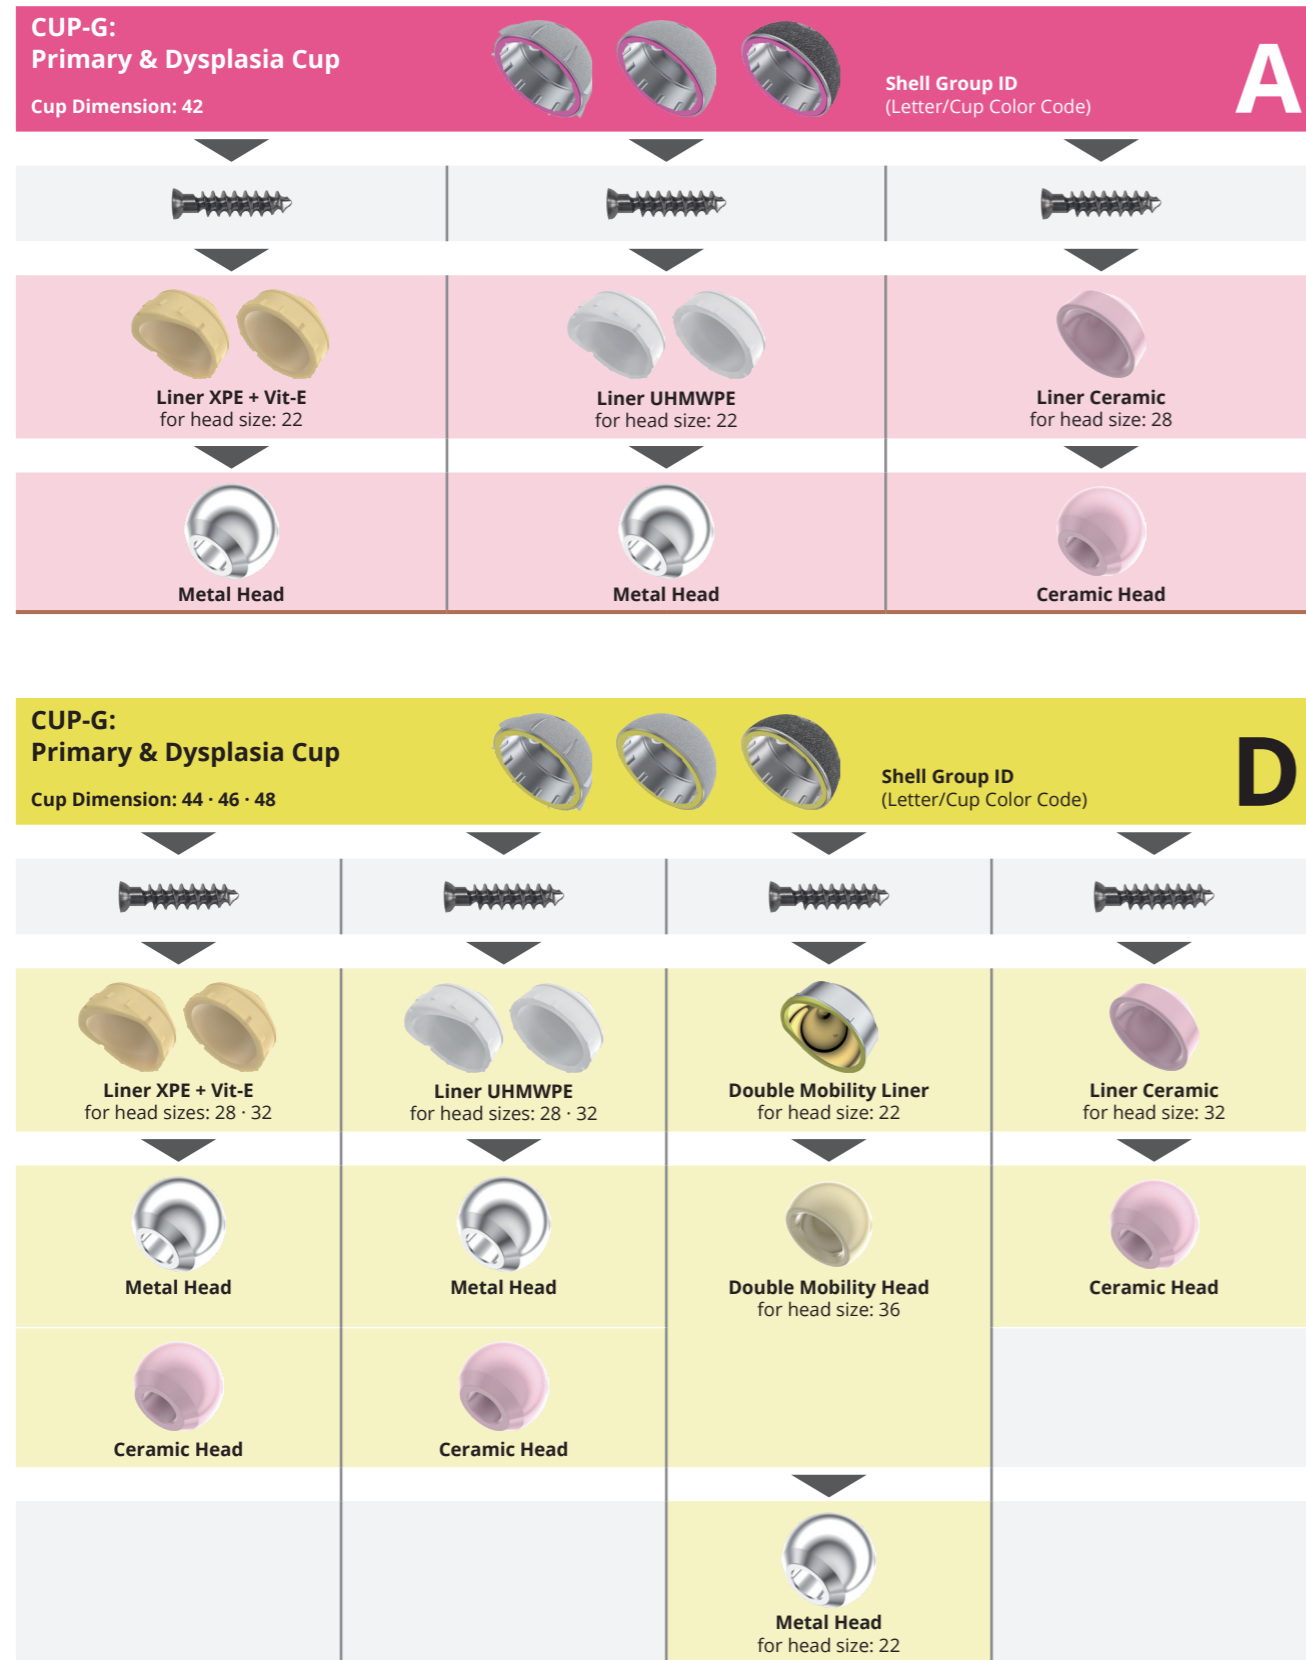 CUP-G:
Primary & Dysplasia Cup
Cup Dimension: 42
Shell Group ID
(Letter/Cup Color Code)
A
Liner XPE + Vit-E
for head size: 22
Liner UHMWPE
for head size: 22
Liner Ceramic
for head size: 28
Metal Head
Metal Head
Ceramic Head
CUP-G:
Primary & Dysplasia Cup
Cup Dimension: 44 · 46 · 48
Shell Group ID
(Letter/Cup Color Code)
D
Liner XPE + Vit-E
for head sizes: 28 · 32
Liner UHMWPE
for head sizes: 28 · 32
Double Mobility Liner
for head size: 22
Liner Ceramic
for head size: 32
Metal Head
Metal Head
Double Mobility Head
for head size: 36
Ceramic Head
Ceramic Head
Ceramic Head
Metal Head
for head size: 22